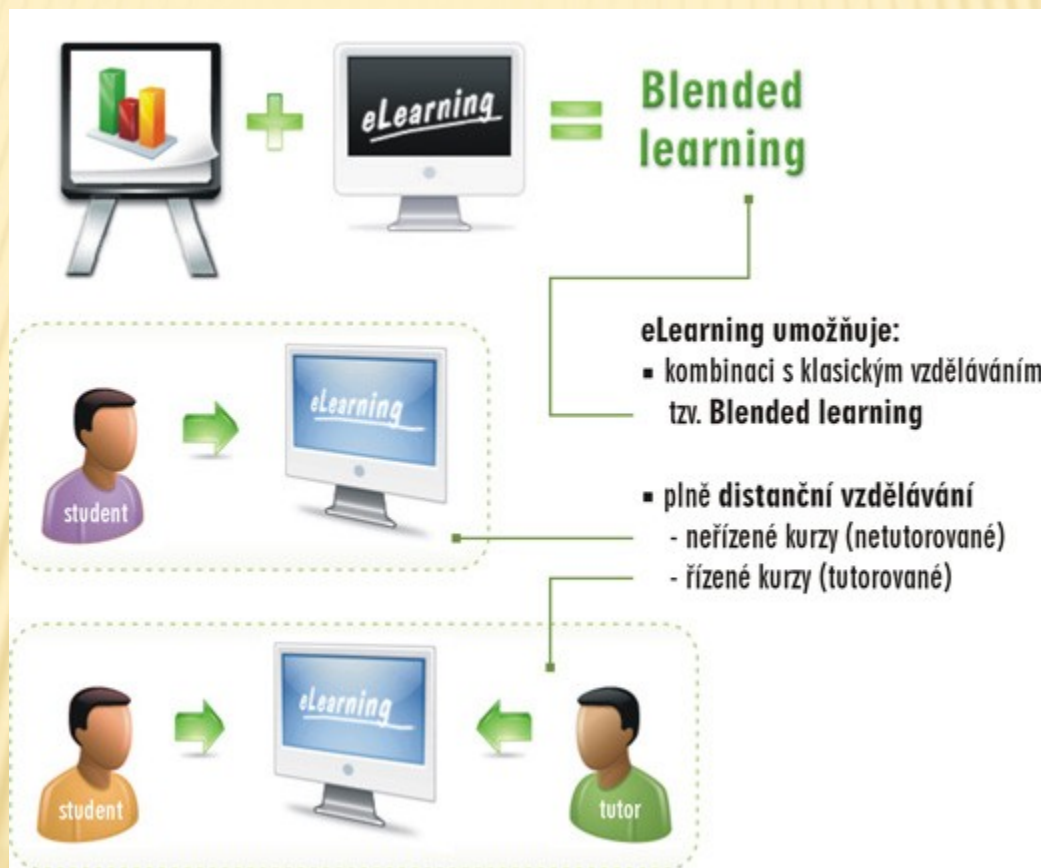 eLearning
Blended
learning
eLearning umožňuje:
▪ kombinaci s klasickým vzděláváním
tzv. Blended learning
student
eLearning
▪ plně distanční vzdělávání
- neřízené kurzy (netutorované)
- řízené kurzy (tutorované)
student
eLearning
tutor